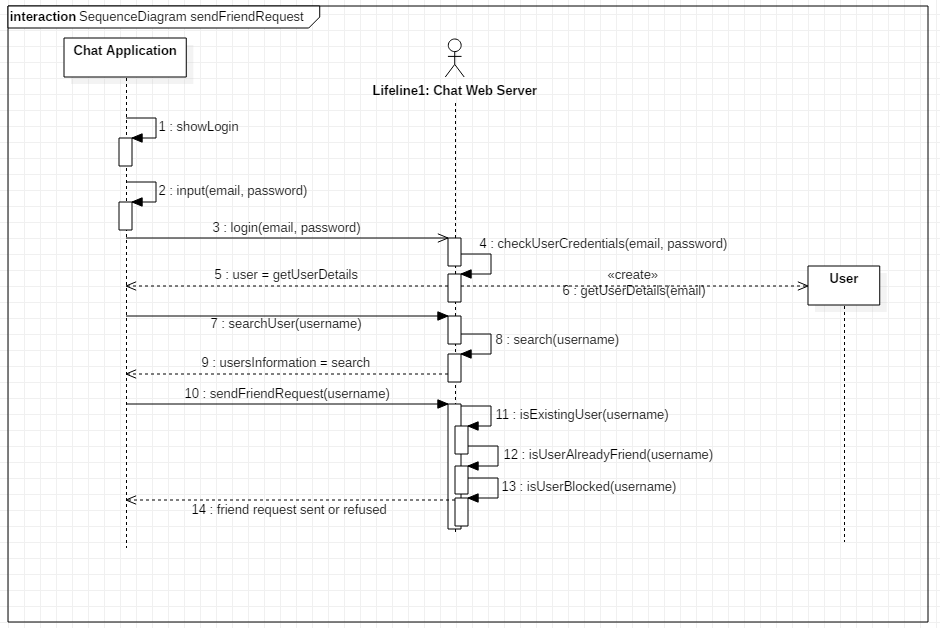 interaction SequenceDiagram sendFriendRequest
Chat Application
Lifeline1: Chat Web Server
1 : showLogin
2 : input(email, password)
3 : login(email, password)
4 : checkUserCredentials(email, password)
5 : user = getUserDetails
«create»
6 : getUserDetails(email)
User
7 : searchUser(username)
8 : search(username)
9 : usersInformation = search
10 : sendFriendRequest(username)
11 : isExistingUser(username)
12 : isUserAlreadyFriend(username)
13 : isUserBlocked(username)
14 : friend request sent or refused